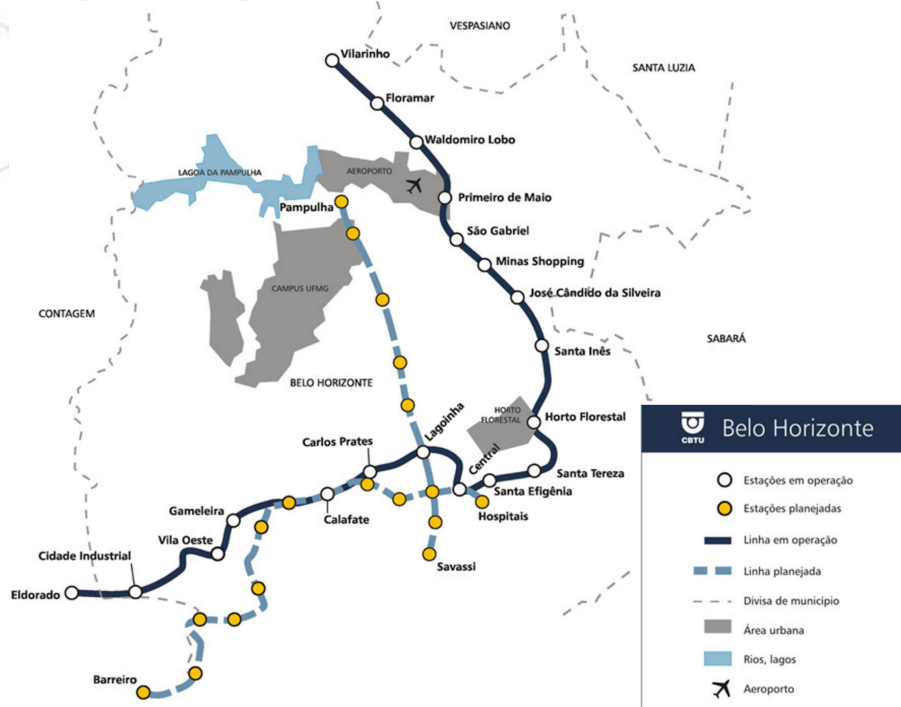 VESPASIANO
Vilarinho
SANTA LUZIA
Floramar
Waldomiro Lobo
LAGOA DA PAMPULHA
AEROPORTO
Primeiro de Maio
Pampulha
São Gabriel
Minas Shopping
CAMPUS UFMG
José Cândido da Silveira
CONTAGEM
SABARÁ
Santa Inês
BELO HORIZONTE
HORTO
FLORESTAL
Horto Florestal
Lagoinha
Carlos Prates
Central
Santa Tereza
Santa Efigênia
Gameleira
Calafate
Hospitais
Vila Oeste
Cidade Industrial
Savassi
Eldorado
Barreiro
CBTU
Belo Horizonte
Estações em operação
Estações planejadas
Linha em operação
Linha planejada
Divisa de município
Área urbana
Rios, lagos
Aeroporto